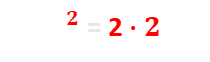 ² = 2 · 2